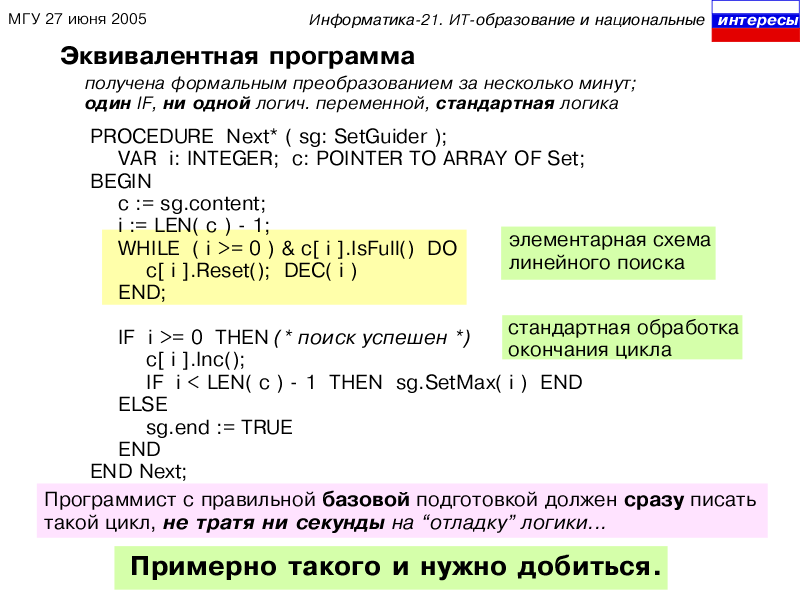 МГУ 27 июня 2005
Информатика-21. ИТ-образование и национальные интересы
Эквивалентная программа
получена формальным преобразованием за несколько минут;
один IF, ни одной логич. переменной, стандартная логика
PROCEDURE Next* ( sg: SetGuider );
VAR i: INTEGER; c: POINTER TO ARRAY OF Set;
BEGIN
c := sg.content;
i := LEN( c ) - 1;
WHILE ( i >= 0 ) & c[ i ].IsFull() DO
c[ i ].Reset(); DEC( i )
END;
элементарная схема
линейного поиска
IF i >= 0 THEN (* поиск успешен *)
c[ i ].Inc();
IF i < LEN( c ) - 1 THEN sg.SetMax( i ) END
ELSE
sg.end := TRUE
END
END Next;
стандартная обработка
окончания цикла
Программист с правильной базовой подготовкой должен сразу писать
такой цикл, не тратя ни секунды на “отладку” логики...
Примерно такого и нужно добиться.